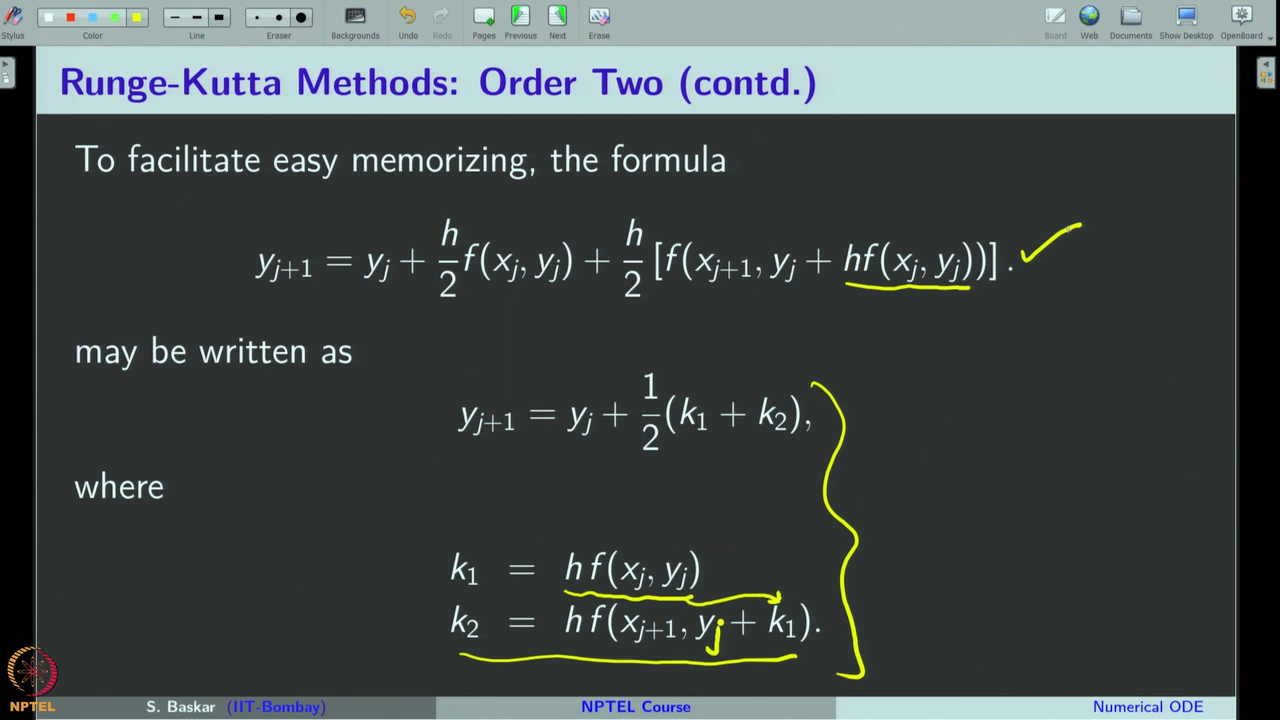 Stylus Color Line Eraser Backgrounds Undo Redo Pages Previous Next Erase Board Web Documents Show Desktop OpenBoard
Runge-Kutta Methods: Order Two (contd.)
To facilitate easy memorizing, the formula
y_{j+1} = y_j + \frac{h}{2} f(x_j, y_j) + \frac{h}{2} [f(x_{j+1}, y_j + hf(x_j, y_j))] .
may be written as
y_{j+1} = y_j + \frac{1}{2} (k_1 + k_2),
where
k_1 = h f(x_j, y_j)
k_2 = h f(x_{j+1}, y_j + k_1).
NPTEL
S. Baskar (IIT-Bombay) NPTEL Course Numerical ODE